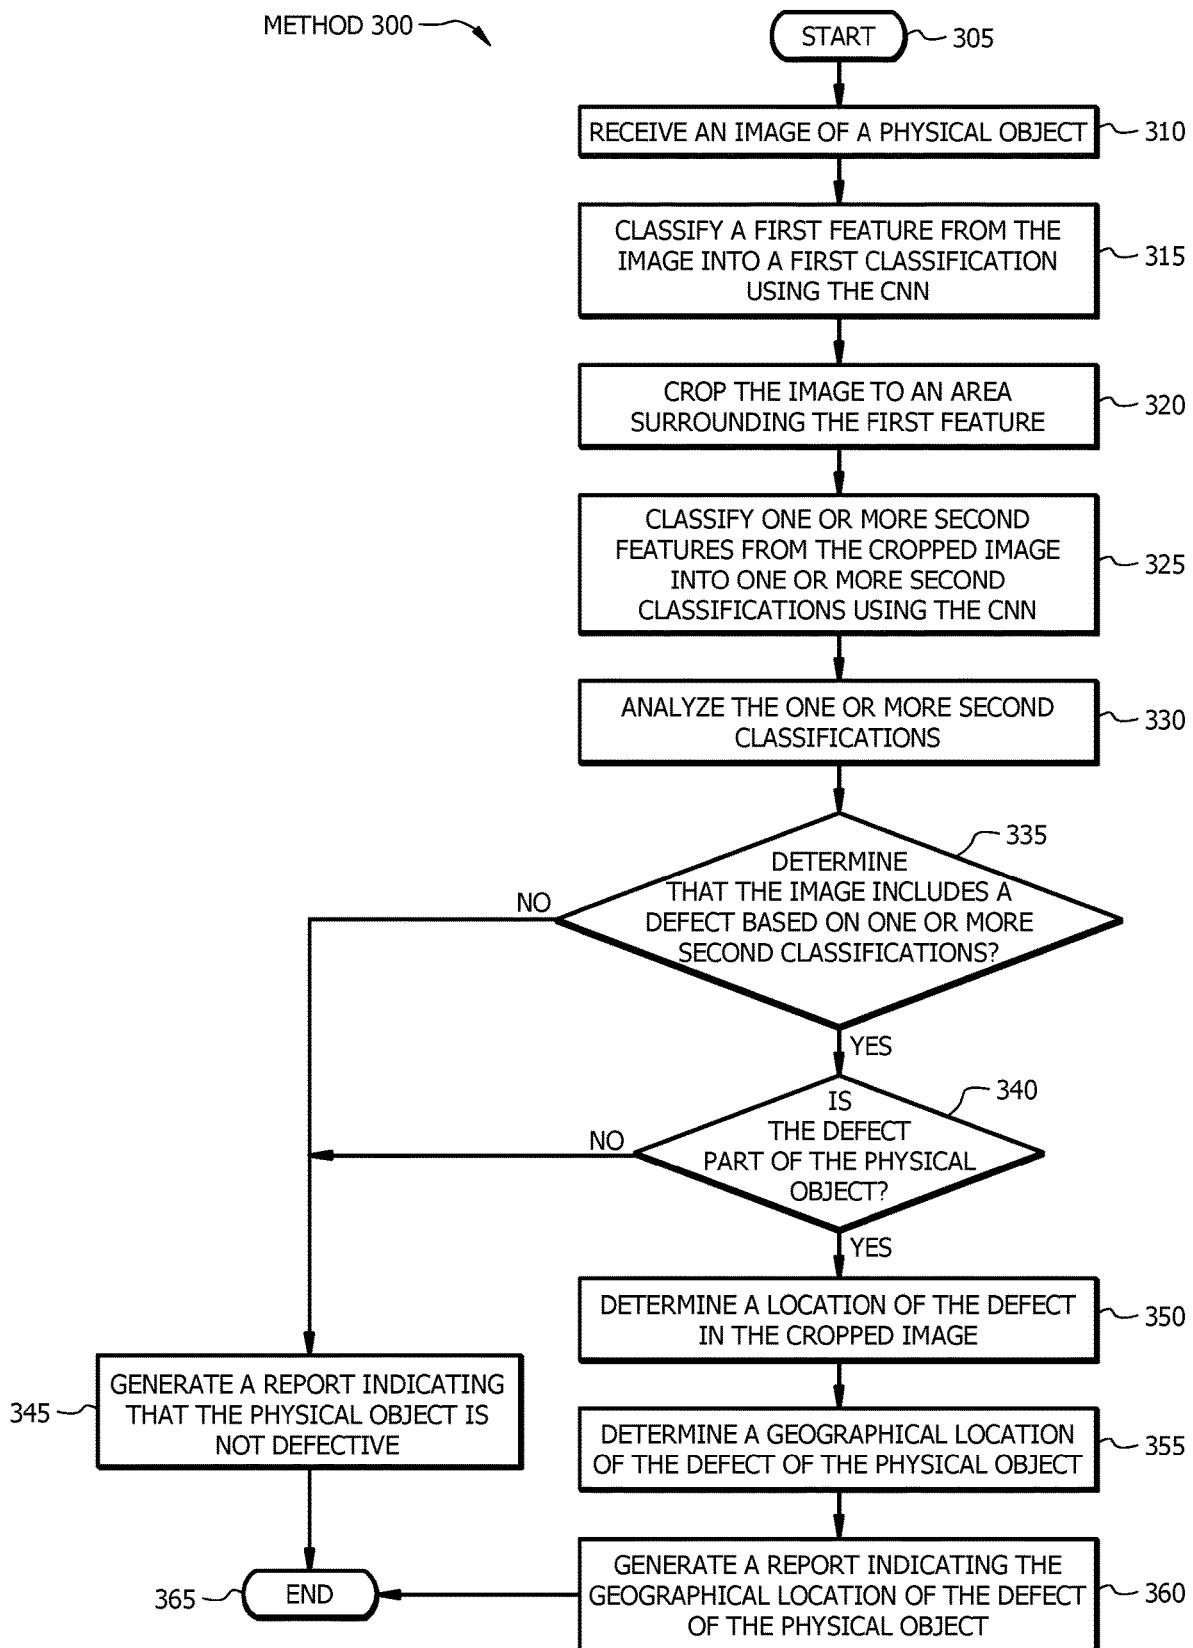 METHOD 300
START
305
RECEIVE AN IMAGE OF A PHYSICAL OBJECT
310
CLASSIFY A FIRST FEATURE FROM THE
IMAGE INTO A FIRST CLASSIFICATION
USING THE CNN
315
CROP THE IMAGE TO AN AREA
SURROUNDING THE FIRST FEATURE
320
CLASSIFY ONE OR MORE SECOND
FEATURES FROM THE CROPPED IMAGE
INTO ONE OR MORE SECOND
CLASSIFICATIONS USING THE CNN
325
ANALYZE THE ONE OR MORE SECOND
CLASSIFICATIONS
330
335
DETERMINE
THAT THE IMAGE INCLUDES A
DEFECT BASED ON ONE OR MORE
SECOND CLASSIFICATIONS?
NO
YES
340
IS
THE DEFECT
PART OF THE PHYSICAL
OBJECT?
NO
YES
DETERMINE A LOCATION OF THE DEFECT
IN THE CROPPED IMAGE
350
GENERATE A REPORT INDICATING
THAT THE PHYSICAL OBJECT IS
NOT DEFECTIVE
345
DETERMINE A GEOGRAPHICAL LOCATION
OF THE DEFECT OF THE PHYSICAL OBJECT
355
GENERATE A REPORT INDICATING THE
GEOGRAPHICAL LOCATION OF THE DEFECT
OF THE PHYSICAL OBJECT
360
365
END